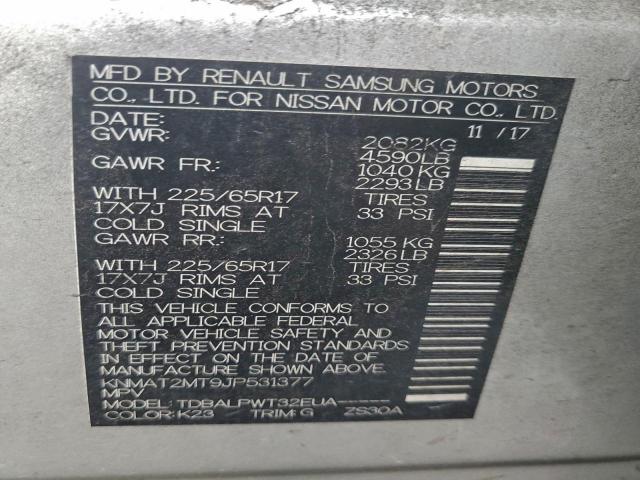 MFD BY RENAULT SAMSUNG MOTORS
CO., LTD. FOR NISSAN MOTOR CO., LTD.
DATE: 11 / 17
GVWR: 2082KG
4590LB
GAWR FR: 1040 KG
2293 LB
WITH 225/65R17 TIRES
17X7J RIMS AT 33 PSI
COLD SINGLE
GAWR RR: 1055 KG
2326 LB
WITH 225/65R17 TIRES
17X7J RIMS AT 33 PSI
COLD SINGLE
THIS VEHICLE CONFORMS TO
ALL APPLICABLE FEDERAL
MOTOR VEHICLE SAFETY AND
THEFT PREVENTION STANDARDS
IN EFFECT ON THE DATE OF
MANUFACTURE SHOWN ABOVE.
KNMAT2MT9JP531377
MPV
MODEL: TDBALPWT32EUA-----
COLOR: K23 TRIM: G ZS30A